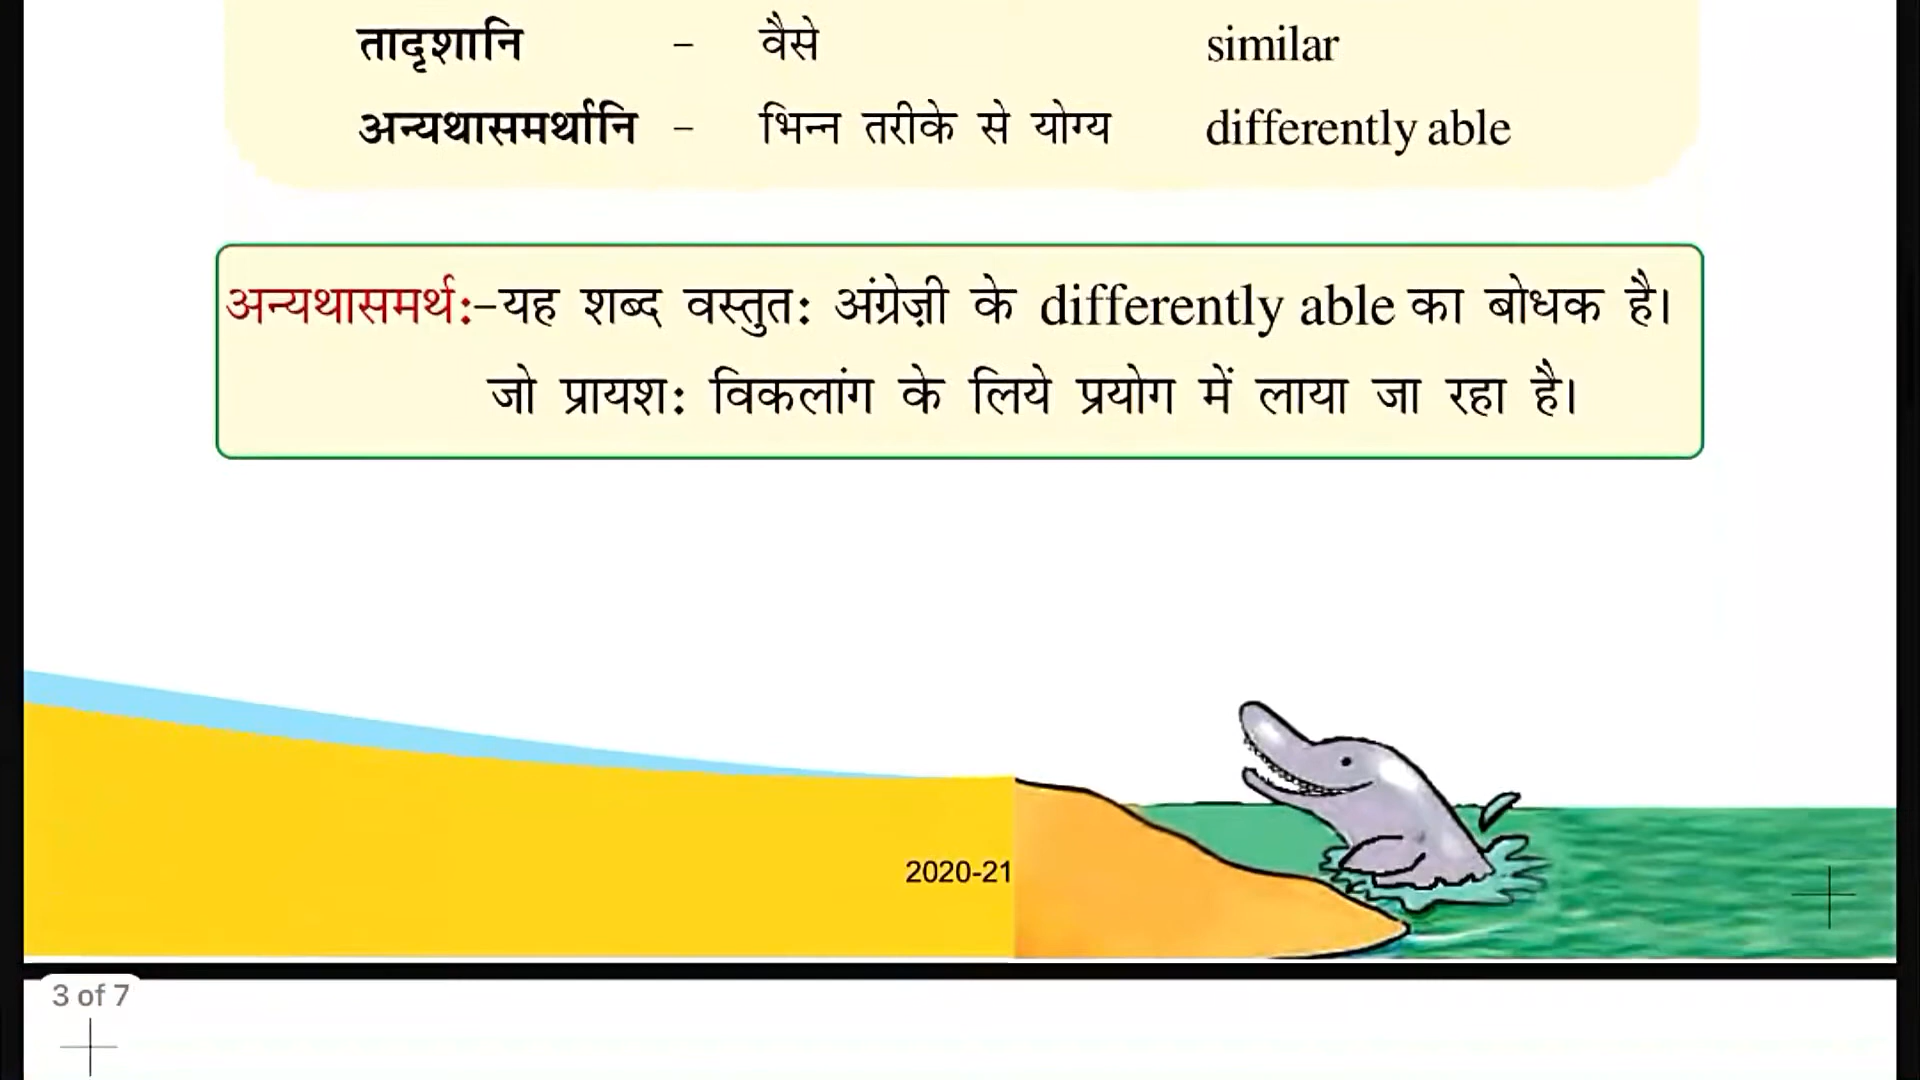 तादृशानि – वैसे similar
अन्यथासमर्थानि – भिन्न तरीके से योग्य differently able
अन्यथासमर्थ:-यह शब्द वस्तुत: अंग्रेज़ी के differently able का बोधक है।
जो प्रायश: विकलांग के लिये प्रयोग में लाया जा रहा है।
2020-21
3 of 7